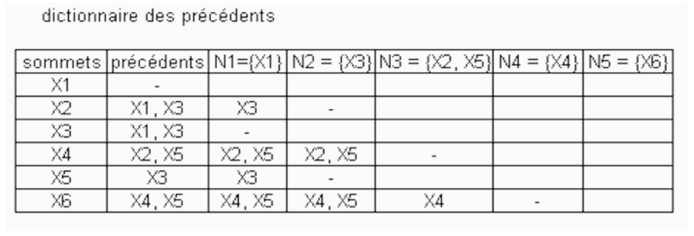 dictionnaire des précédents
sommets précédents N1={X1} N2 = {X3} N3 = {X2, X5} N4 = {X4} N5 = {X6}
X1 -
X2 X1, X3 X3 -
X3 X1, X3 -
X4 X2, X5 X2, X5 X2, X5 -
X5 X3 X3 -
X6 X4, X5 X4, X5 X4, X5 X4 -